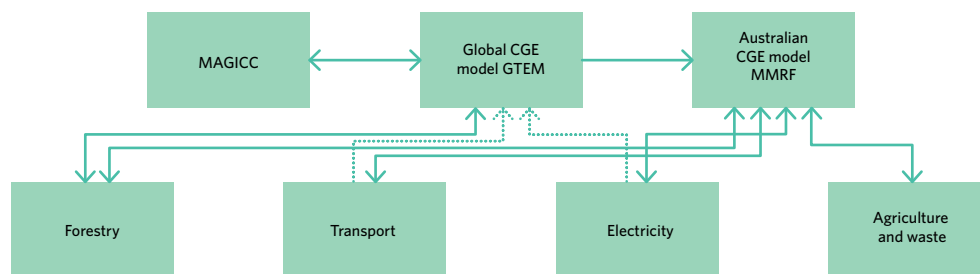 MAGICC
Global CGE
model GTEM
Australian
CGE model
MMRF
Forestry
Transport
Electricity
Agriculture
and waste